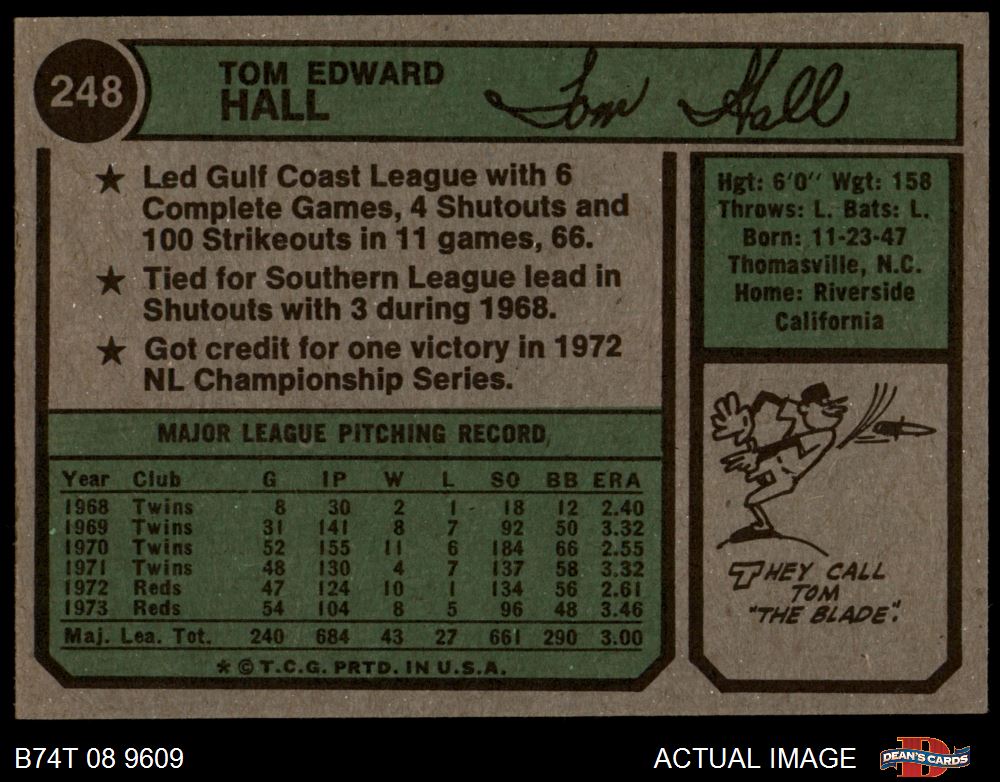 248
TOM EDWARD
HALL
Tom Hall
★ Led Gulf Coast League with 6
Complete Games, 4 Shutouts and
100 Strikeouts in 11 games, 66.
★ Tied for Southern League lead in
Shutouts with 3 during 1968.
★ Got credit for one victory in 1972
NL Championship Series.
Hgt: 6'0'' Wgt: 158
Throws: L. Bats: L.
Born: 11-23-47
Thomasville, N.C.
Home: Riverside
California
MAJOR LEAGUE PITCHING RECORD
Year Club G IP W L SO BB ERA
1968 Twins 8 30 2 1 18 12 2.40
1969 Twins 31 141 8 7 92 50 3.32
1970 Twins 52 155 11 6 184 66 2.55
1971 Twins 48 130 4 7 137 58 3.32
1972 Reds 47 124 10 1 134 56 2.61
1973 Reds 54 104 8 5 96 48 3.46
Maj. Lea. Tot. 240 684 43 27 661 290 3.00
* © T.C.G. PRTD. IN U.S.A.
THEY CALL
TOM
"THE BLADE".
B74T 08 9609
ACTUAL IMAGE
DEAN'S CARDS